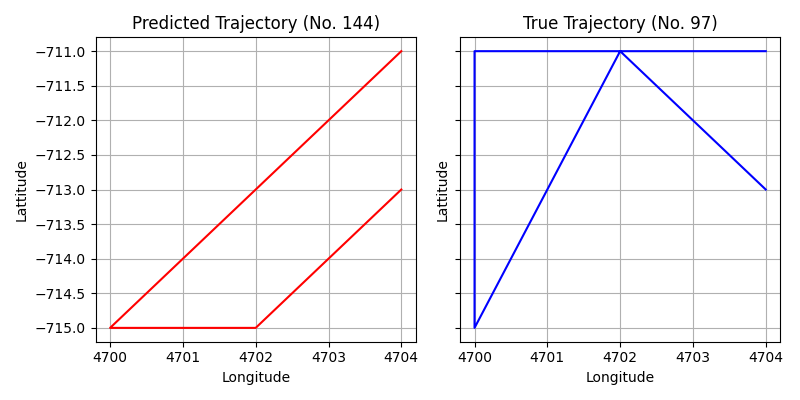 Predicted Trajectory (No. 144)
True Trajectory (No. 97)
−711.0
−711.5
−712.0
−712.5
−713.0
−713.5
−714.0
−714.5
−715.0
Lattitude
Lattitude
4700 4701 4702 4703 4704
4700 4701 4702 4703 4704
Longitude
Longitude